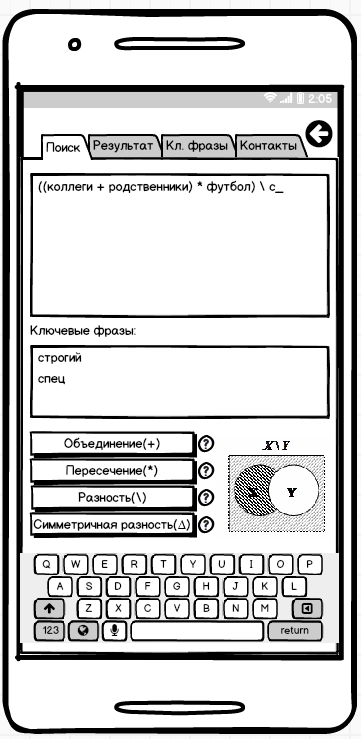 2:05
Поиск Результат Кл. фразы Контакты
((коллеги + родственники) * футбол) \ с_
Ключевые фразы:
строгий
спец
Объединение(+) ?
Пересечение(*) ?
Разность(\) ?
Симметричная разность(Δ) ?
X\Y
X Y
Q W E R T Y U I O P
A S D F G H J K L
Z X C V B N M
123 return